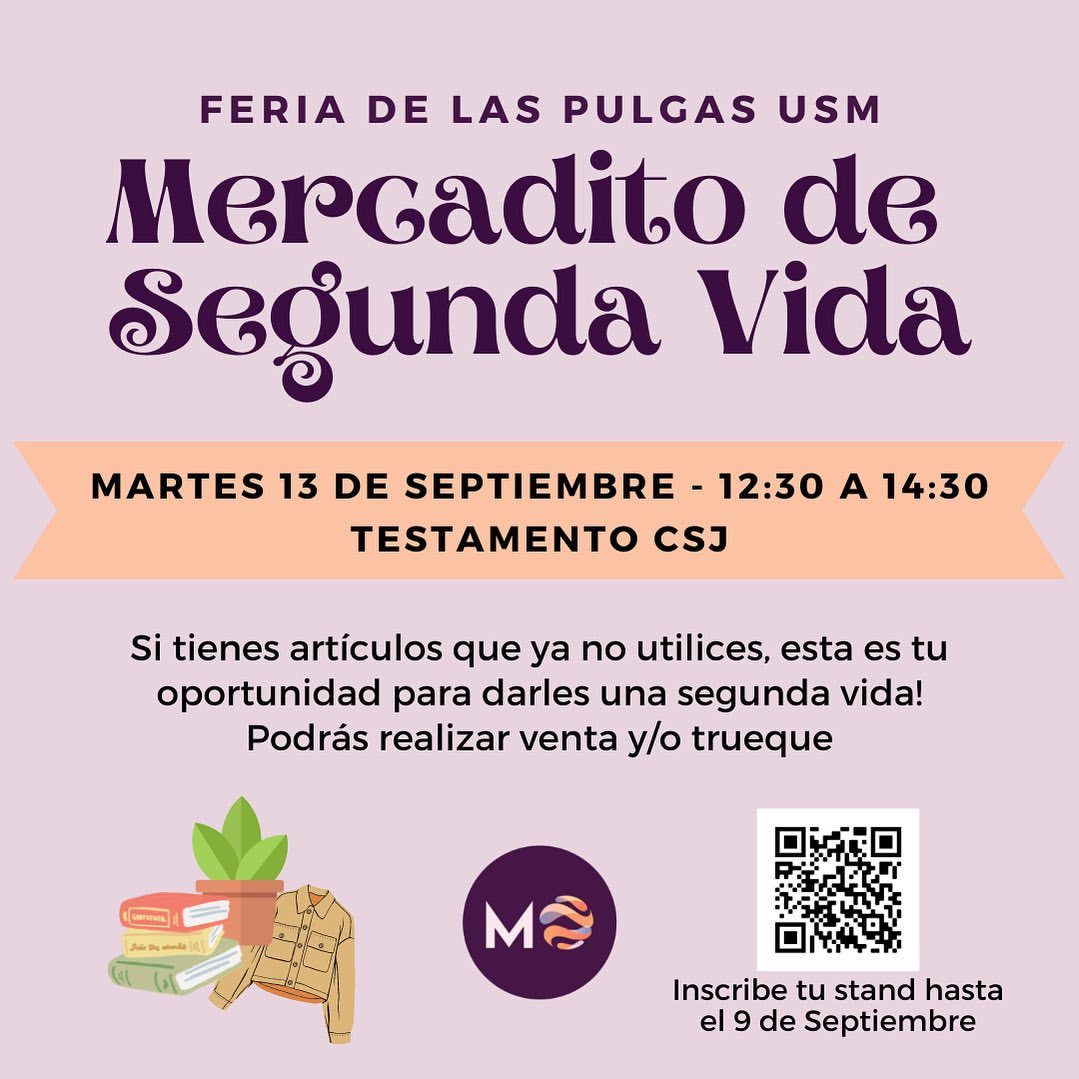 FERIA DE LAS PULGAS USM
Mercadito de
Segunda Vida
MARTES 13 DE SEPTIEMBRE - 12:30 A 14:30
TESTAMENTO CSJ
Si tienes artículos que ya no utilices, esta es tu
oportunidad para darles una segunda vida!
Podrás realizar venta y/o trueque
M
Inscribe tu stand hasta
el 9 de Septiembre